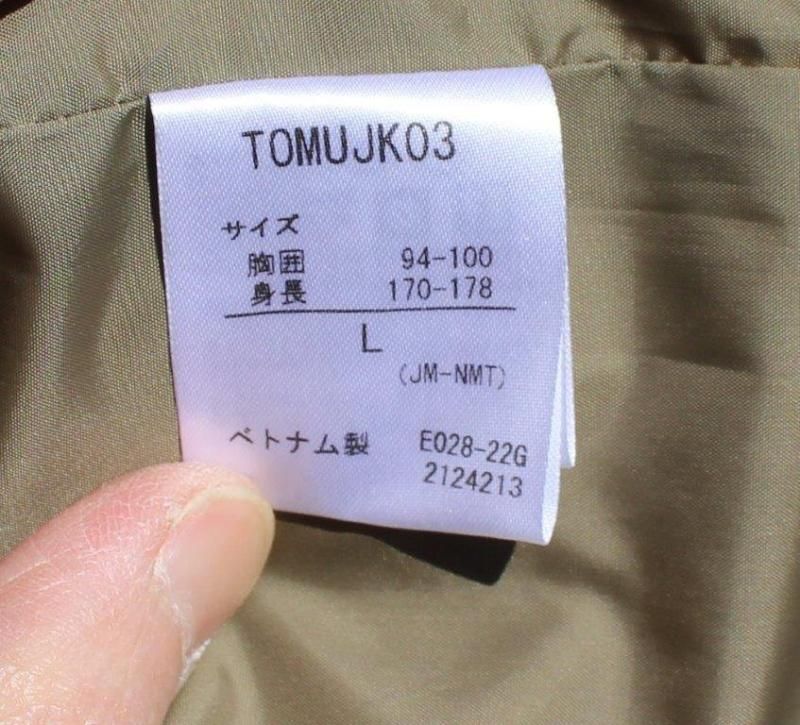 TOMUJK03
サイズ
胸囲 94-100
身長 170-178
L
(JM-NMT)
ベトナム製 E028-22G
2124213